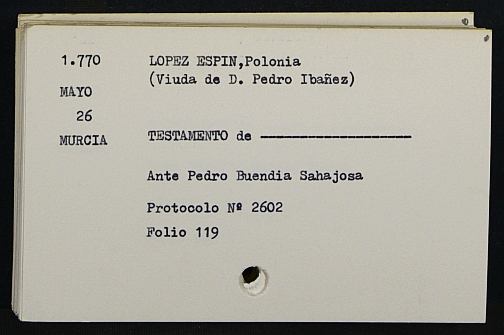 1.770 LOPEZ ESPIN,Polonia
(Viuda de D. Pedro Ibañez)
MAYO
26
MURCIA TESTAMENTO de -------------------
Ante Pedro Buendia Sahajosa
Protocolo Nº 2602
Folio 119